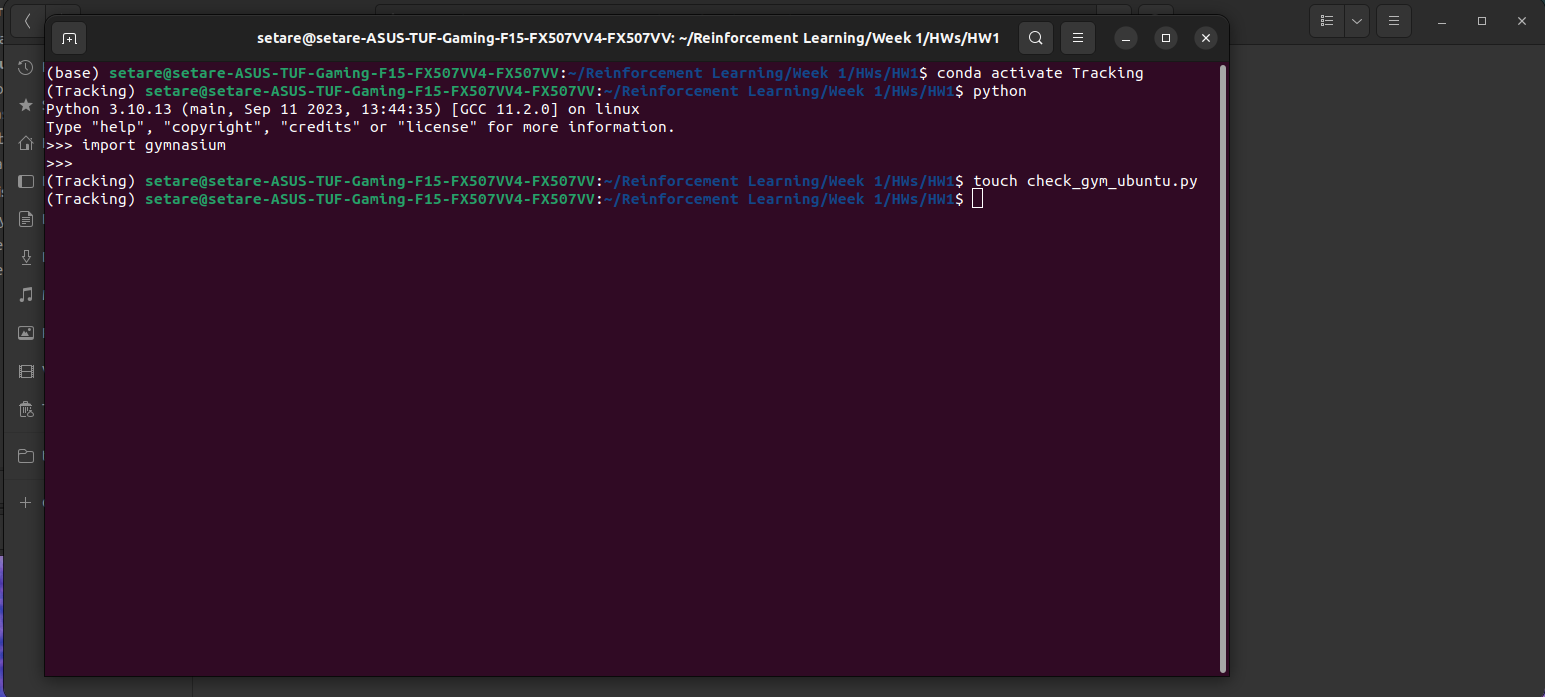 setare@setare-ASUS-TUF-Gaming-F15-FX507VV4-FX507VV: ~/Reinforcement Learning/Week 1/HWs/HW1
(base) setare@setare-ASUS-TUF-Gaming-F15-FX507VV4-FX507VV:~/Reinforcement Learning/Week 1/HWs/HW1$ conda activate Tracking
(Tracking) setare@setare-ASUS-TUF-Gaming-F15-FX507VV4-FX507VV:~/Reinforcement Learning/Week 1/HWs/HW1$ python
Python 3.10.13 (main, Sep 11 2023, 13:44:35) [GCC 11.2.0] on linux
Type "help", "copyright", "credits" or "license" for more information.
>>> import gymnasium
>>>
(Tracking) setare@setare-ASUS-TUF-Gaming-F15-FX507VV4-FX507VV:~/Reinforcement Learning/Week 1/HWs/HW1$ touch check_gym_ubuntu.py
(Tracking) setare@setare-ASUS-TUF-Gaming-F15-FX507VV4-FX507VV:~/Reinforcement Learning/Week 1/HWs/HW1$